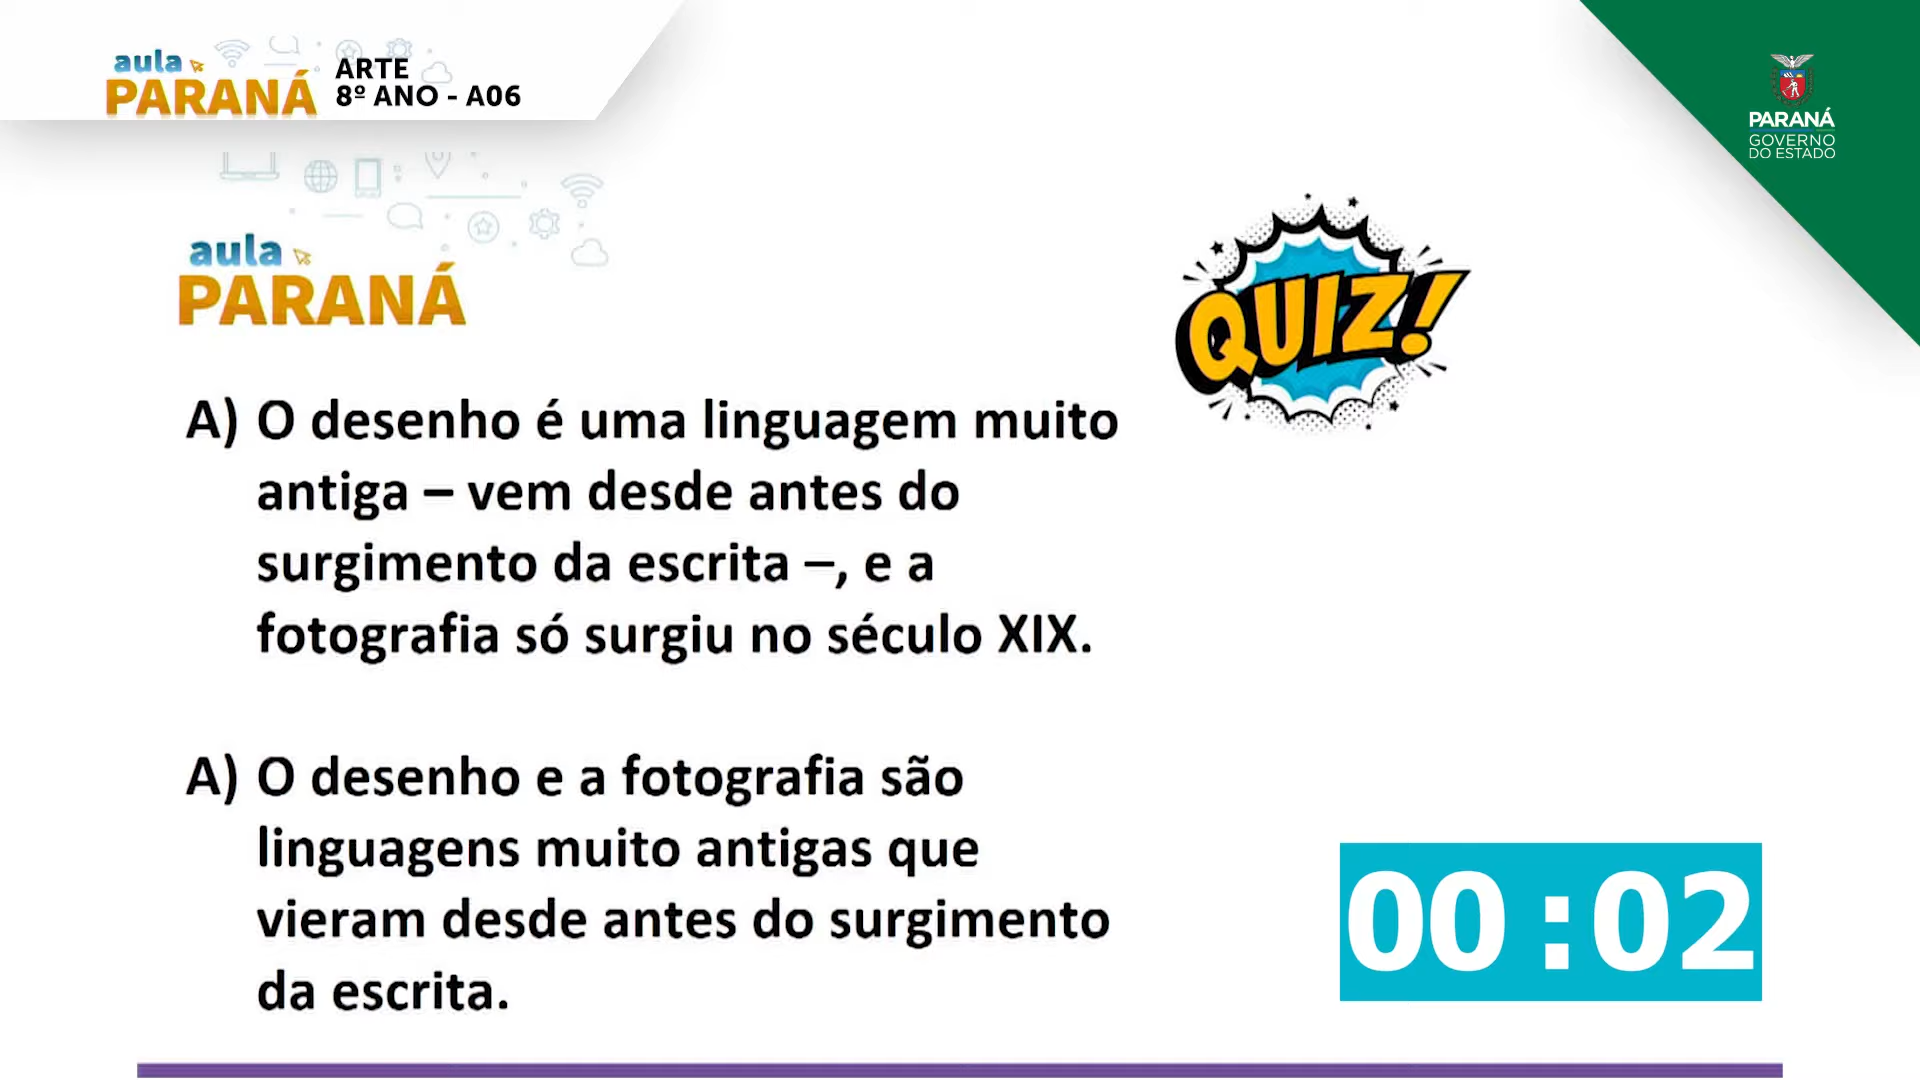 aula
PARANÁ
ARTE
8º ANO - A06
PARANÁ
GOVERNO
DO ESTADO
aula
PARANÁ
QUIZ!
A) O desenho é uma linguagem muito
antiga – vem desde antes do
surgimento da escrita –, e a
fotografia só surgiu no século XIX.
A) O desenho e a fotografia são
linguagens muito antigas que
vieram desde antes do surgimento
da escrita.
00:02